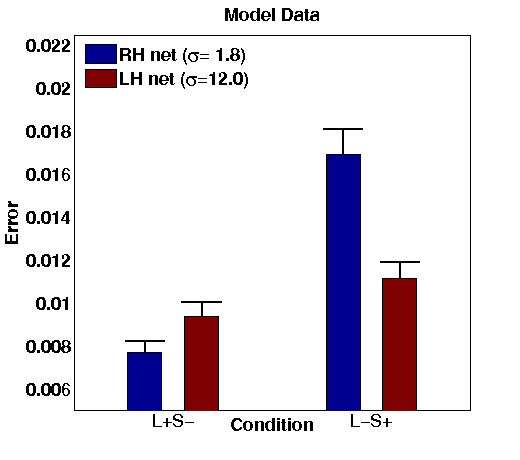 Model Data
0.022
0.02
0.018
0.016
0.014
0.012
0.01
0.008
0.006
Error
RH net (σ= 1.8)
LH net (σ=12.0)
L+S−
L−S+
Condition